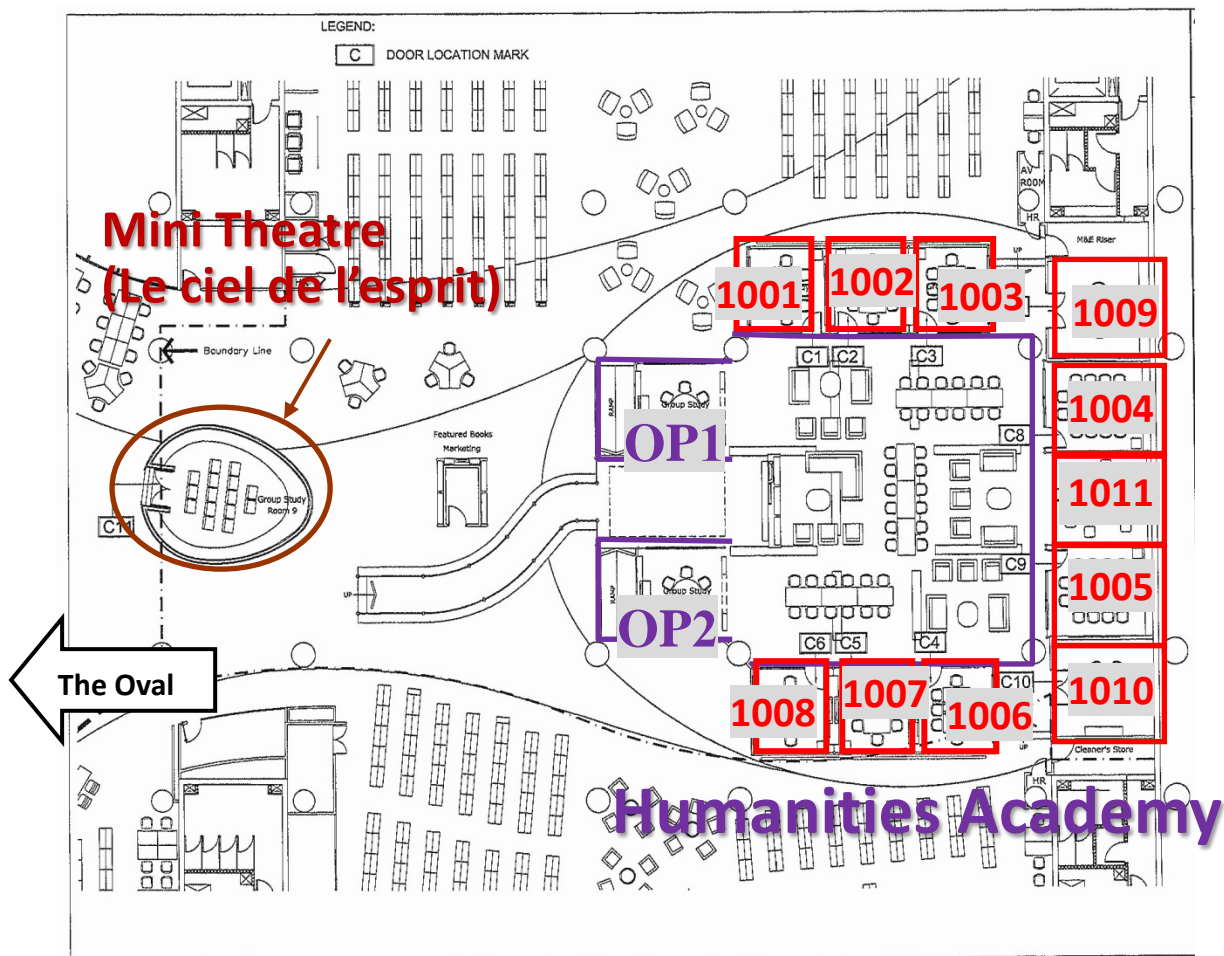 LEGEND:
C DOOR LOCATION MARK
AV
ROOM
HR
Mini Theatre
(Le ciel de l'esprit)
M&E Riser
UP
1001
1002
1003
1009
Boundary Line
C1
C2
C3
RAMP
Group Study
OP1
1004
C8
Featured Books
Marketing
1011
Group Study
Room 9
C11
C9
1005
RAMP
Group Study
UP
OP2
C6
C5
C4
The Oval
C10
1010
1008
1007
1006
UP
Cleaner's Store
HR
Humanities Academy